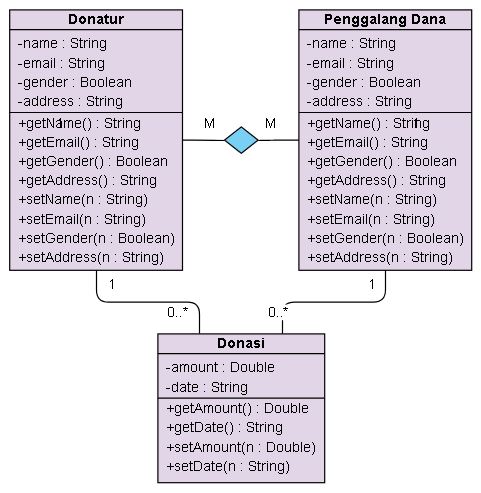 Donatur
-name : String
-email : String
-gender : Boolean
-address : String
+getName() : String
+getEmail() : String
+getGender() : Boolean
+getAddress() : String
+setName(n : String)
+setEmail(n : String)
+setGender(n : Boolean)
+setAddress(n : String)
M
M
Penggalang Dana
-name : String
-email : String
-gender : Boolean
-address : String
+getName() : String
+getEmail() : String
+getGender() : Boolean
+getAddress() : String
+setName(n : String)
+setEmail(n : String)
+setGender(n : Boolean)
+setAddress(n : String)
1
1
0..*
0..*
Donasi
-amount : Double
-date : String
+getAmount() : Double
+getDate() : String
+setAmount(n : Double)
+setDate(n : String)